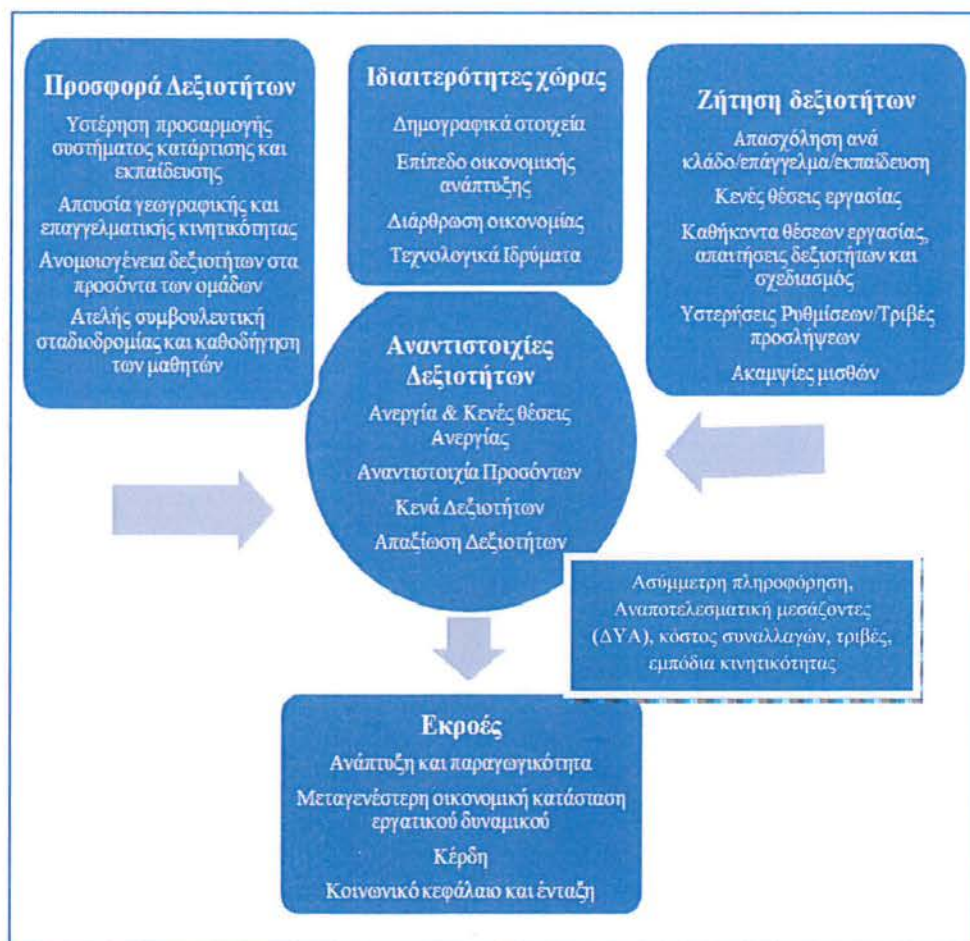 Προσφορά Δεξιοτήτων
Υστέρηση προσαρμογής
συστήματος κατάρτισης και
εκπαίδευσης
Απουσία γεωγραφικής και
επαγγελματικής κινητικότητας
Ανομοιογένεια δεξιοτήτων στα
προσόντα των ομάδων
Ατελής συμβουλευτική
σταδιοδρομίας και καθοδήγηση
των μαθητών
Ιδιαιτερότητες χώρας
Δημογραφικά στοιχεία
Επίπεδο οικονομικής
ανάπτυξης
Διάρθρωση οικονομίας
Τεχνολογικά Ιδρύματα
Ζήτηση δεξιοτήτων
Απασχόληση ανά
κλάδο/επάγγελμα/εκπαίδευση
Κενές θέσεις εργασίας
Καθήκοντα θέσεων εργασίας,
απαιτήσεις δεξιοτήτων και
σχεδιασμός
Υστερήσεις Ρυθμίσεων/Τριβές
προσλήψεων
Ακαμψίες μισθών
Αναντιστοιχίες
Δεξιοτήτων
Ανεργία & Κενές θέσεις
Ανεργίας
Αναντιστοιχία Προσόντων
Κενά Δεξιοτήτων
Απαξίωση Δεξιοτήτων
Ασύμμετρη πληροφόρηση,
Αναποτελεσματική μεσάζοντες
(ΔΥΑ), κόστος συναλλαγών, τριβές,
εμπόδια κινητικότητας
Εκροές
Ανάπτυξη και παραγωγικότητα
Μεταγενέστερη οικονομική κατάσταση
εργατικού δυναμικού
Κέρδη
Κοινωνικό κεφάλαιο και ένταξη